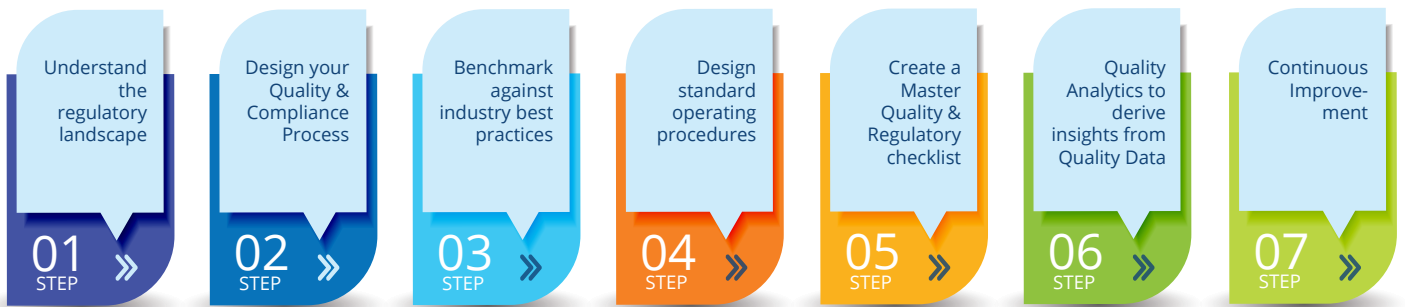 Understand
the
regulatory
landscape
01
STEP
Design your
Quality &
Compliance
Process
02
STEP
Benchmark
against
industry best
practices
03
STEP
Design
standard
operating
procedures
04
STEP
Create a
Master
Quality &
Regulatory
checklist
05
STEP
Quality
Analytics to
derive
insights from
Quality Data
06
STEP
Continuous
Improve-
ment
07
STEP